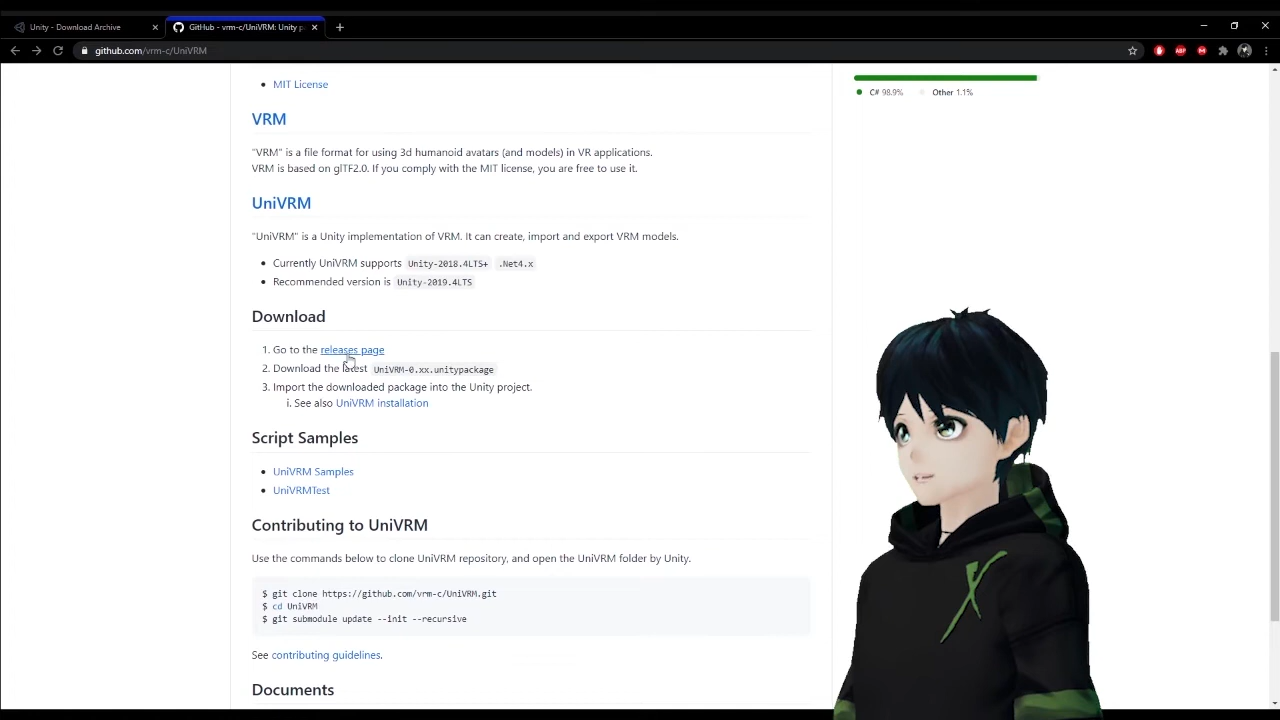 Unity - Download Archive
GitHub - vrm-c/UniVRM: Unity p
github.com/vrm-c/UniVRM
ABP
MIT License
C# 98.9% Other 1.1%
VRM
"VRM" is a file format for using 3d humanoid avatars (and models) in VR applications.
VRM is based on glTF2.0. If you comply with the MIT license, you are free to use it.
UniVRM
"UniVRM" is a Unity implementation of VRM. It can create, import and export VRM models.
Currently UniVRM supports Unity-2018.4LTS+ .Net4.x
Recommended version is Unity-2019.4LTS
Download
1. Go to the releases page
2. Download the latest UniVRM-0.xx.unitypackage
3. Import the downloaded package into the Unity project.
i. See also UniVRM installation
Script Samples
UniVRM Samples
UniVRMTest
Contributing to UniVRM
Use the commands below to clone UniVRM repository, and open the UniVRM folder by Unity.
$ git clone https://github.com/vrm-c/UniVRM.git
$ cd UniVRM
$ git submodule update --init --recursive
See contributing guidelines.
Documents